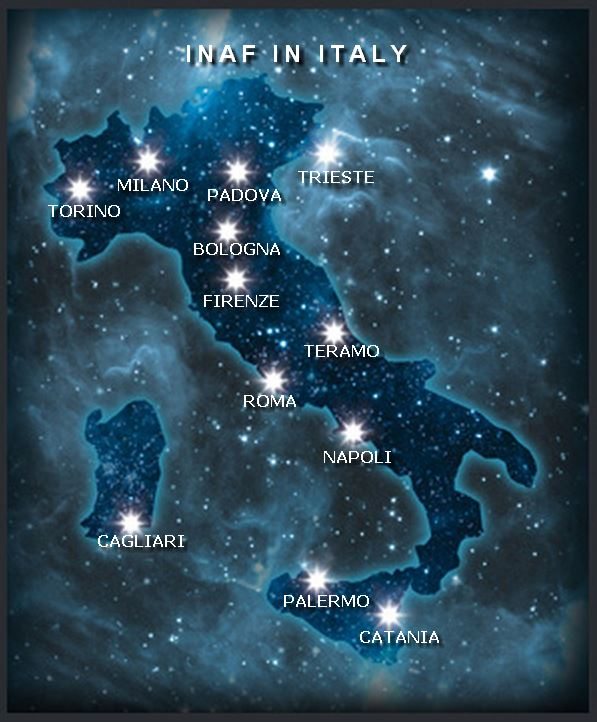 INAF IN ITALY
TRIESTE
MILANO
PADOVA
TORINO
BOLOGNA
FIRENZE
TERAMO
ROMA
NAPOLI
CAGLIARI
PALERMO
CATANIA